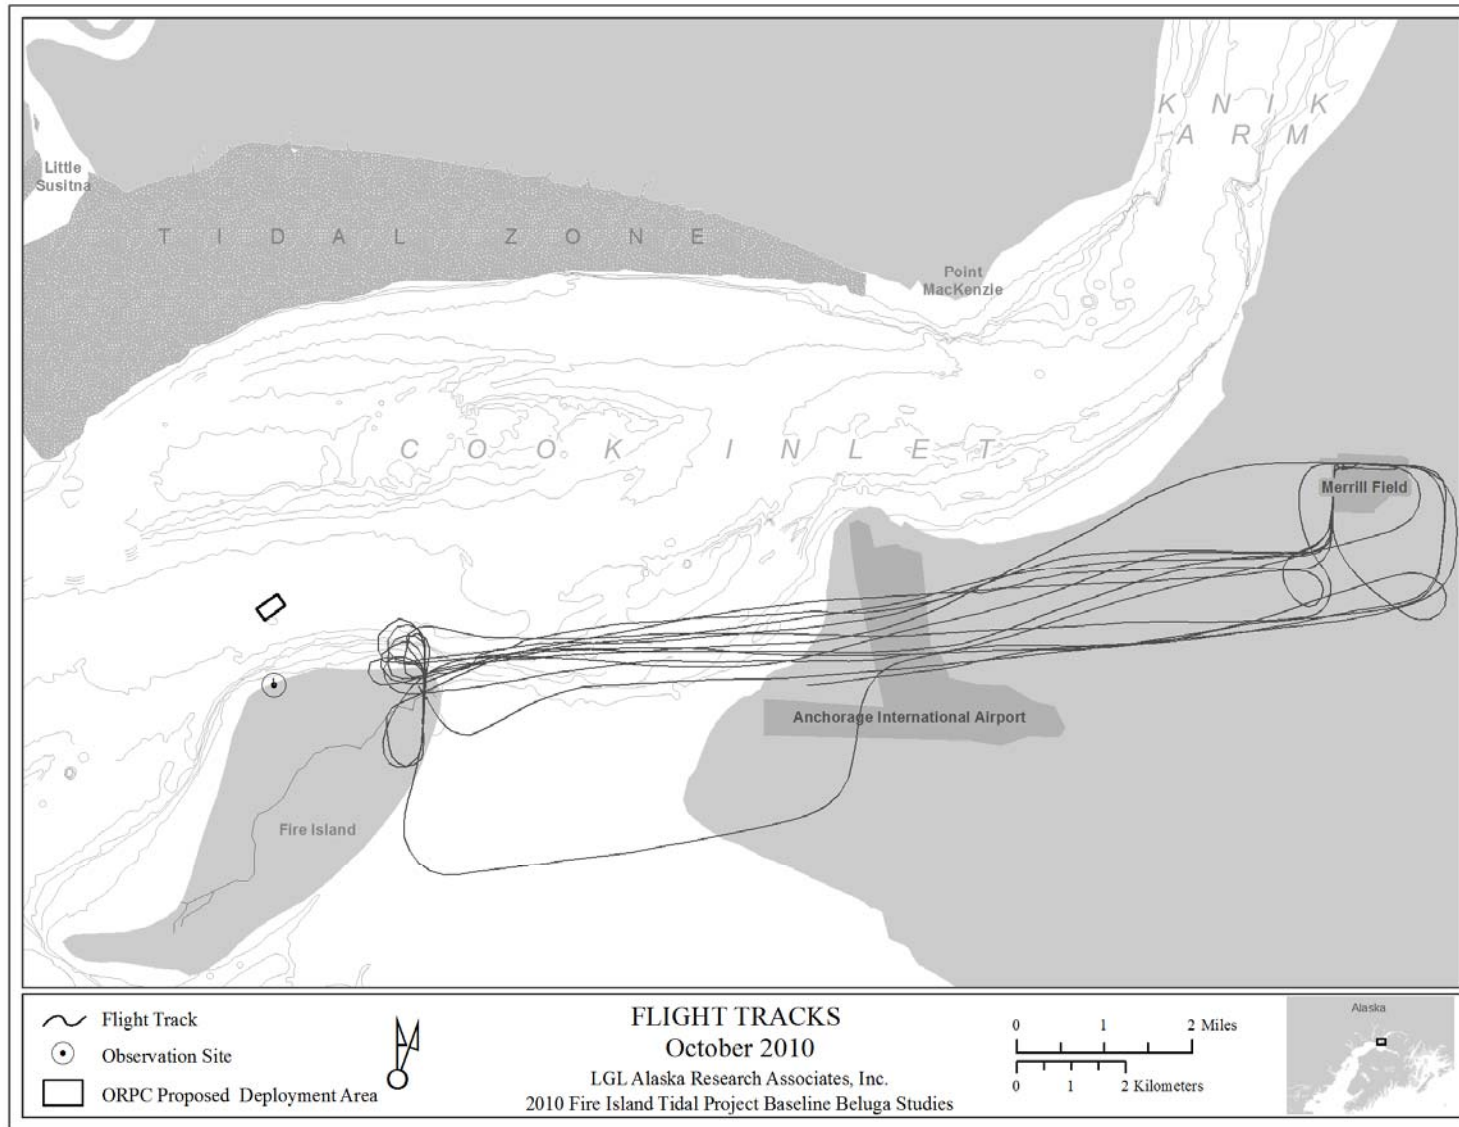 K N I K
A R M
Little
Susitna
T I D A L Z O N E
Point
MacKenzie
C O O K I N L E T
Merrill Field
Anchorage International Airport
Fire Island
Flight Track
Observation Site
ORPC Proposed Deployment Area
N
FLIGHT TRACKS
October 2010
LGL Alaska Research Associates, Inc.
2010 Fire Island Tidal Project Baseline Beluga Studies
0 1 2 Miles
0 1 2 Kilometers
Alaska